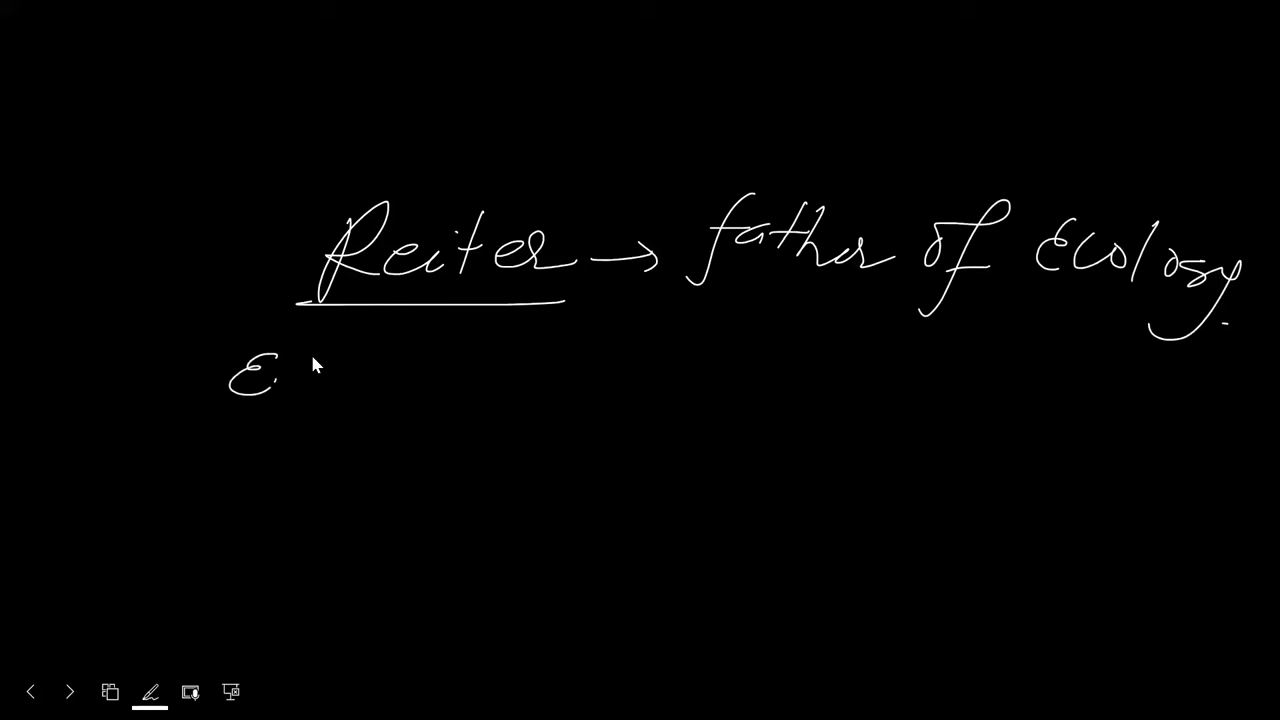 Reiter → father of Ecology.
E.